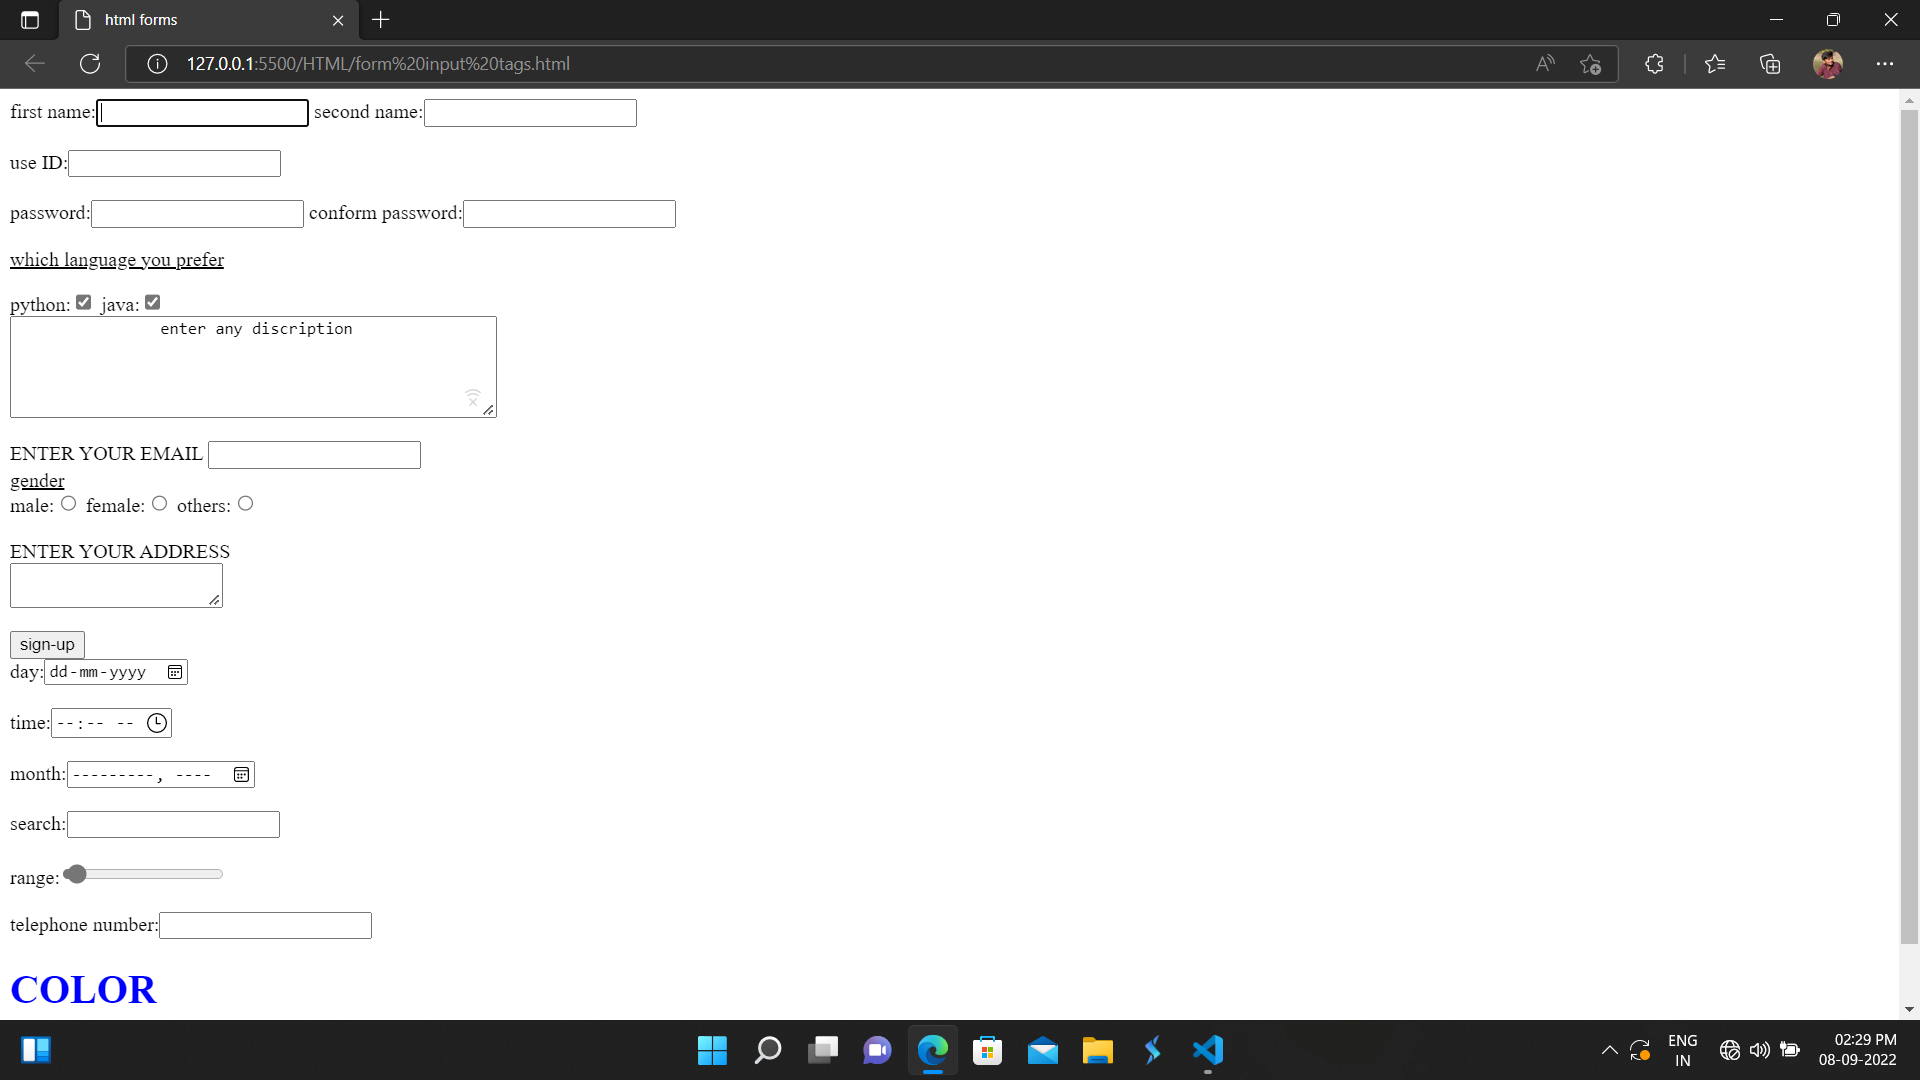 html forms
127.0.0.1:5500/HTML/form%20input%20tags.html
first name: second name:
use ID:
password: conform password:
which language you prefer
python: java:
enter any discription
ENTER YOUR EMAIL
gender
male: female: others:
ENTER YOUR ADDRESS
sign-up
day: dd-mm-yyyy
time: --:-- --
month: ---------, ----
search:
range:
telephone number:
COLOR
ENG
IN
02:29 PM
08-09-2022